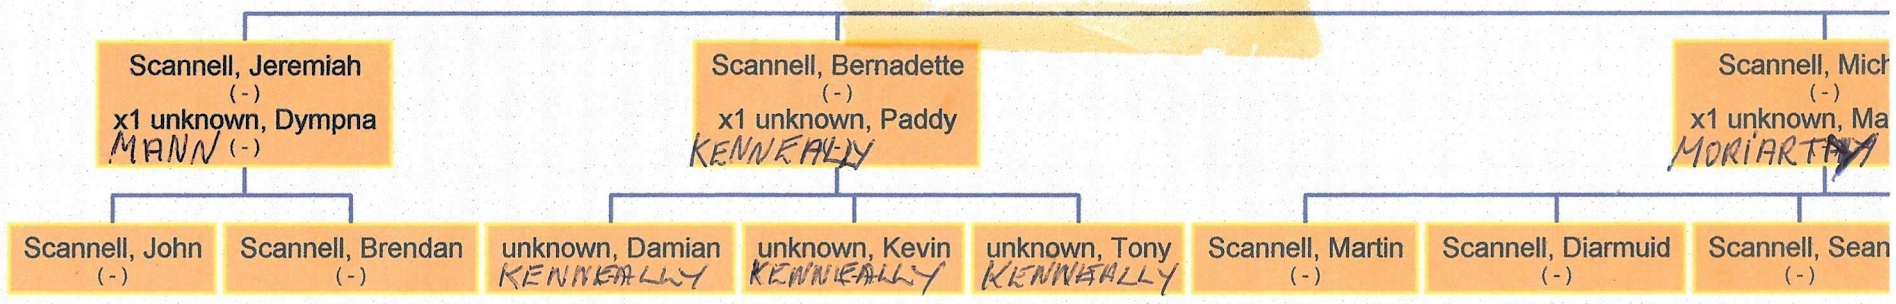 Scannell, Jeremiah
(-)
x1 unknown, Dympna
MANN (-)
Scannell, Bernadette
(-)
x1 unknown, Paddy
KENNEALLY
Scannell, Mich
(-)
x1 unknown, Ma
MORIARTY
Scannell, John
(-)
Scannell, Brendan
(-)
unknown, Damian
KENNEALLY
unknown, Kevin
KENNEALLY
unknown, Tony
KENNEALLY
Scannell, Martin
(-)
Scannell, Diarmuid
(-)
Scannell, Sean
(-)